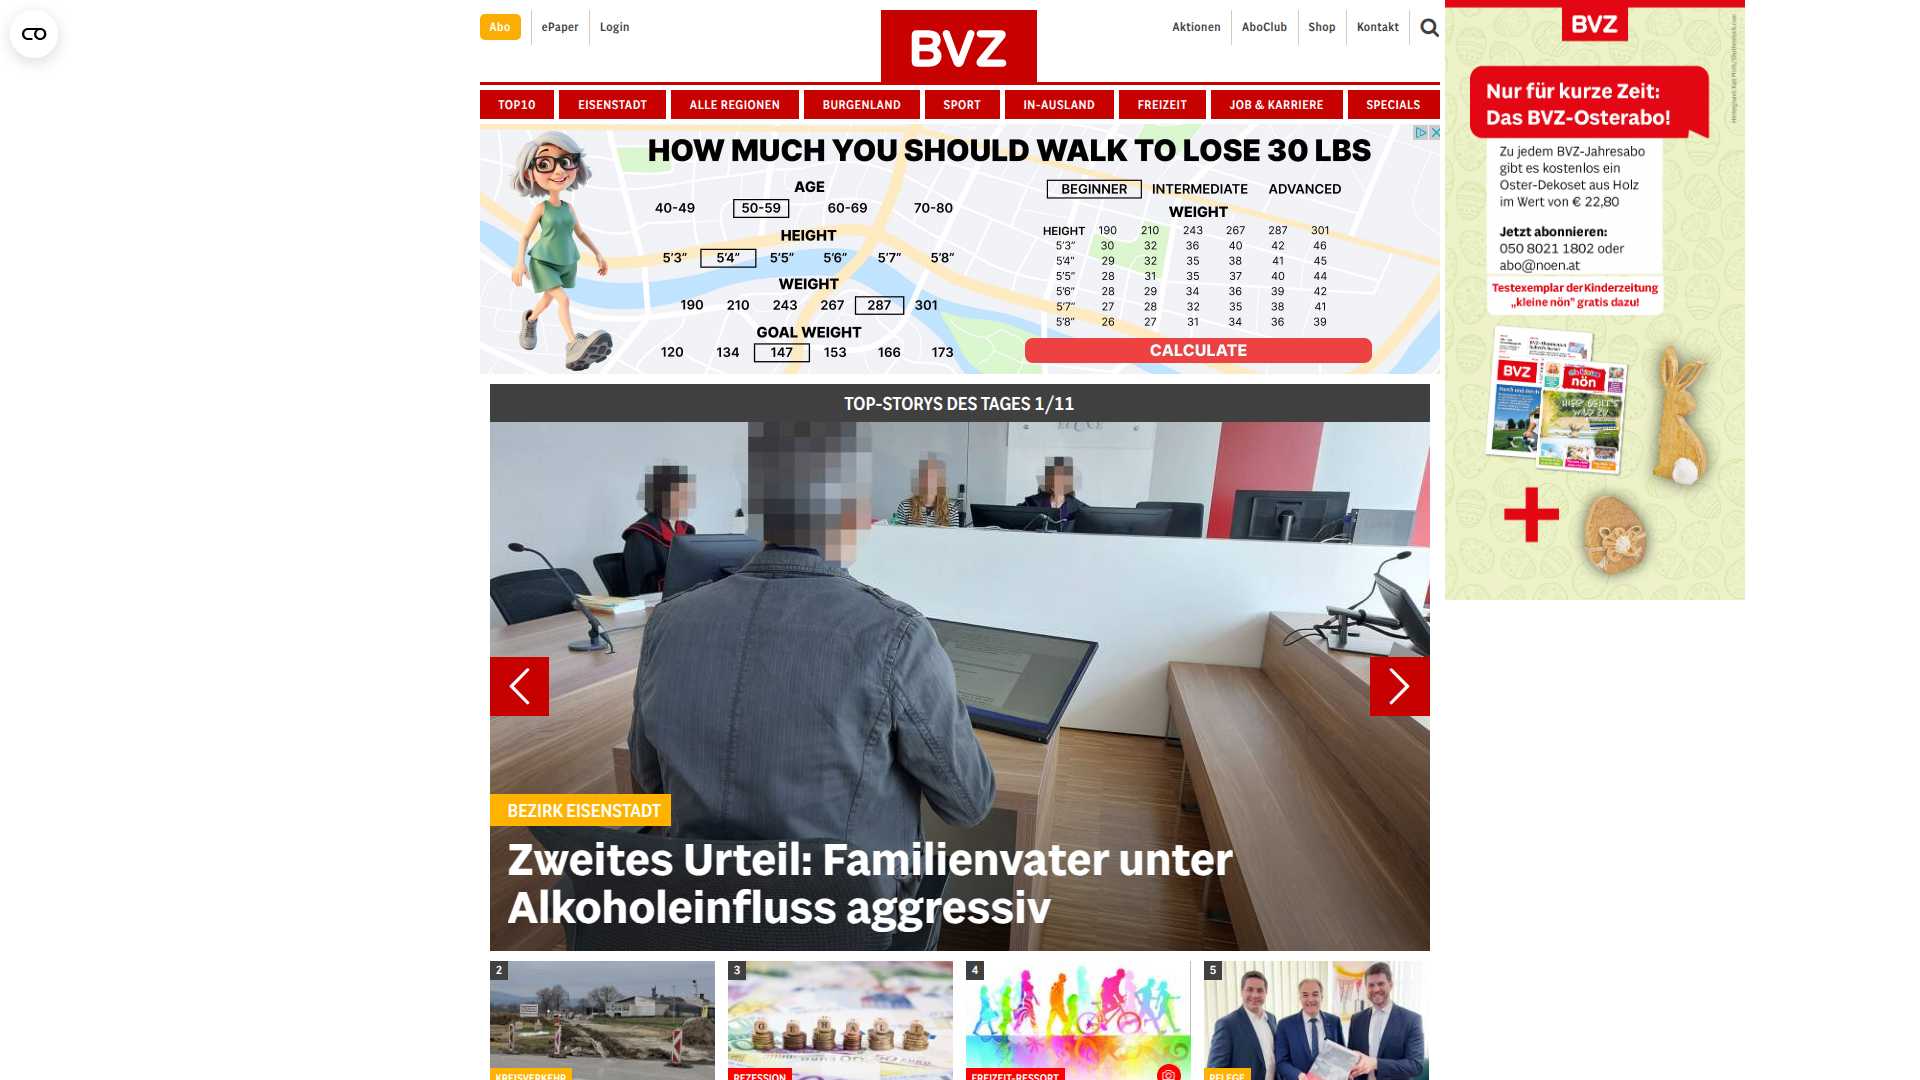 Abo
ePaper
Login
BVZ
Aktionen
AboClub
Shop
Kontakt
TOP10
EISENSTADT
ALLE REGIONEN
BURGENLAND
SPORT
IN-AUSLAND
FREIZEIT
JOB & KARRIERE
SPECIALS
HOW MUCH YOU SHOULD WALK TO LOSE 30 LBS
AGE
40-49 50-59 60-69 70-80
HEIGHT
5'3” 5'4” 5'5” 5'6” 5'7” 5'8”
WEIGHT
190 210 243 267 287 301
GOAL WEIGHT
120 134 147 153 166 173
BEGINNER INTERMEDIATE ADVANCED
WEIGHT
HEIGHT 190 210 243 267 287 301
5'3” 30 32 36 40 42 46
5'4” 29 32 35 38 41 45
5'5” 28 31 35 37 40 44
5'6” 28 29 34 36 39 42
5'7” 27 28 32 35 38 41
5'8” 26 27 31 34 36 39
CALCULATE
BVZ
Nur für kurze Zeit:
Das BVZ-Osterabo!
Zu jedem BVZ-Jahresabo
gibt es kostenlos ein
Oster-Dekoset aus Holz
im Wert von € 22,80
Jetzt abonnieren:
050 8021 1802 oder
abo@noen.at
Testexemplar der Kinderzeitung
„kleine nön” gratis dazu!
BVZ
nön
+
TOP-STORYS DES TAGES 1/11
BEZIRK EISENSTADT
Zweites Urteil: Familienvater unter
Alkoholeinfluss aggressiv
2
3
4
5
KREISVERKEHR
REZESSION
FREIZEIT-RESSORT
PFLEGE
GEHALT
50 EURO